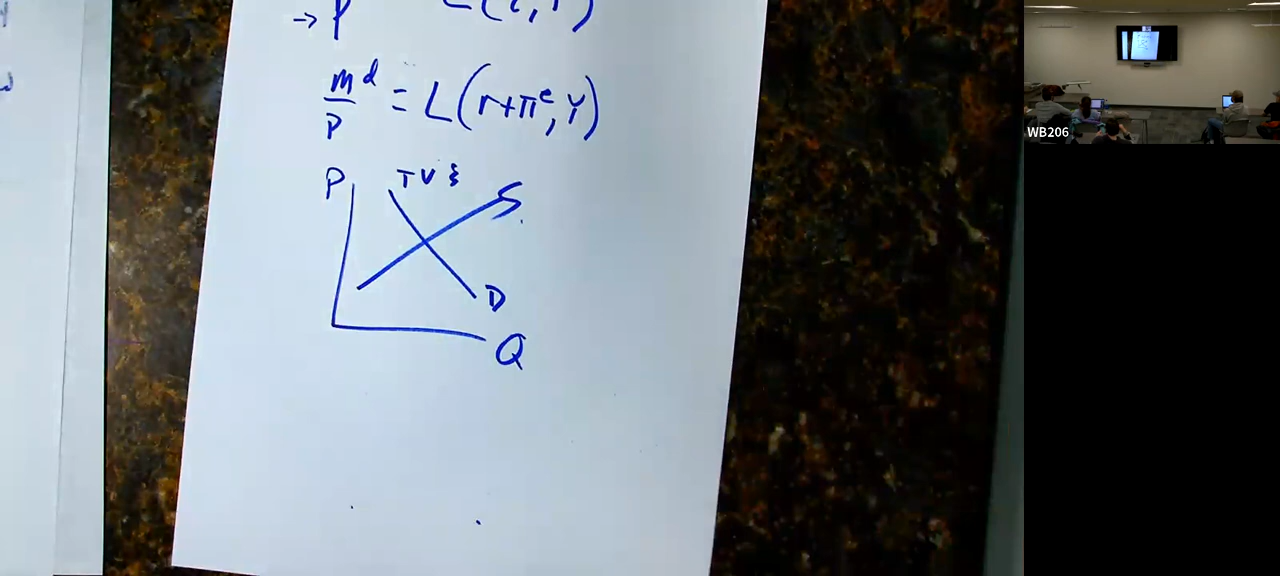 → P L(i, Y)
m^d/P = L(r+π^e, Y)
P TV's
S
D
Q
WB206